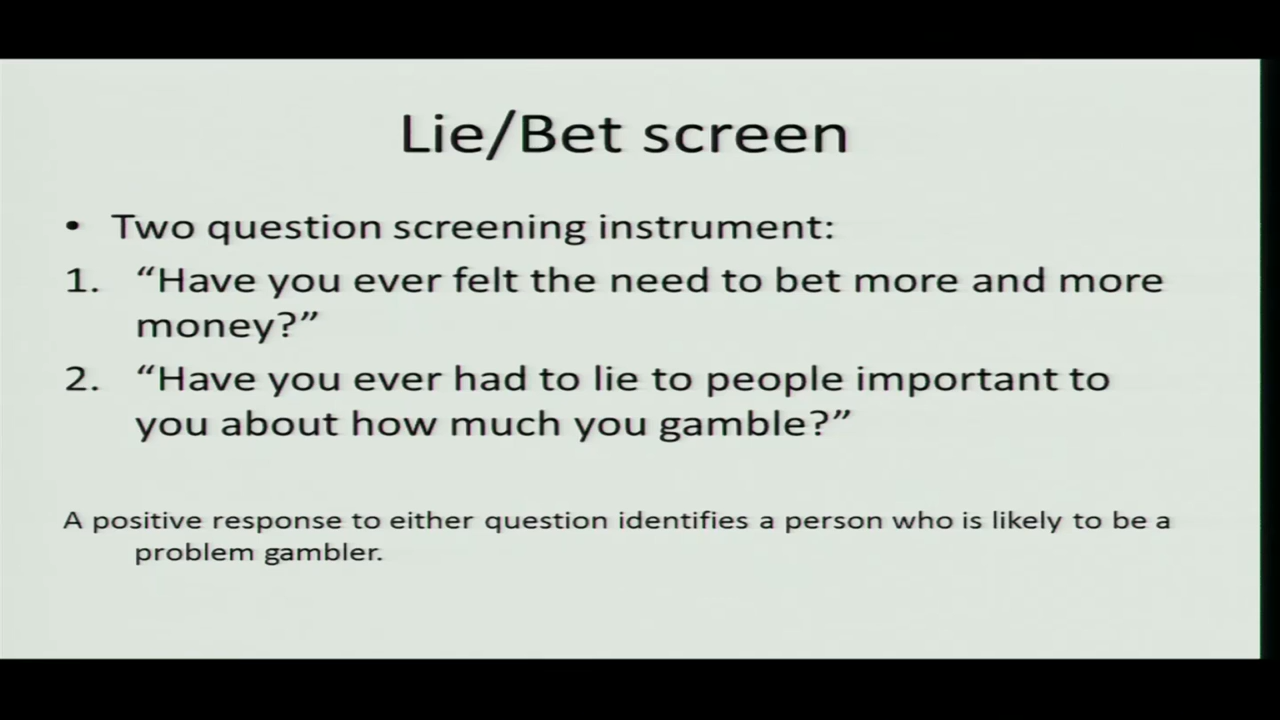 Lie/Bet screen
• Two question screening instrument:
1. “Have you ever felt the need to bet more and more
money?”
2. “Have you ever had to lie to people important to
you about how much you gamble?”
A positive response to either question identifies a person who is likely to be a
problem gambler.